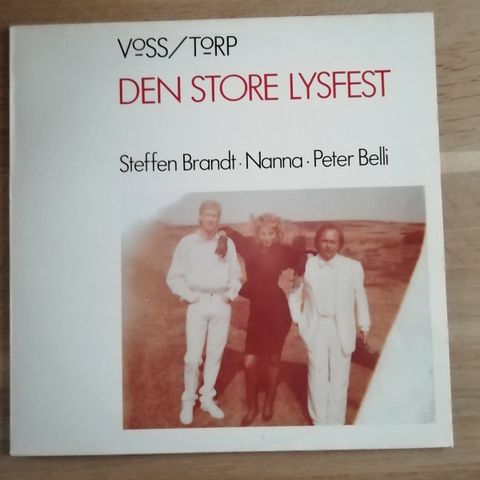 VOSS/TORP
DEN STORE LYSFEST
Steffen Brandt · Nanna · Peter Belli